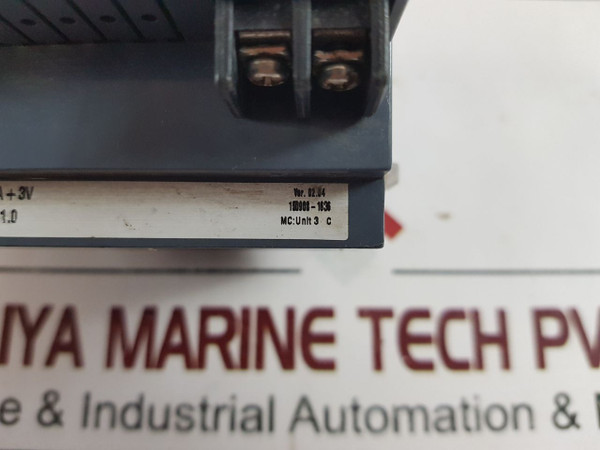 A+3V
1.0
Ver. 02.04
MC:Unit 3 C
IYA MARINE TECH PV
e & Industrial Automation &